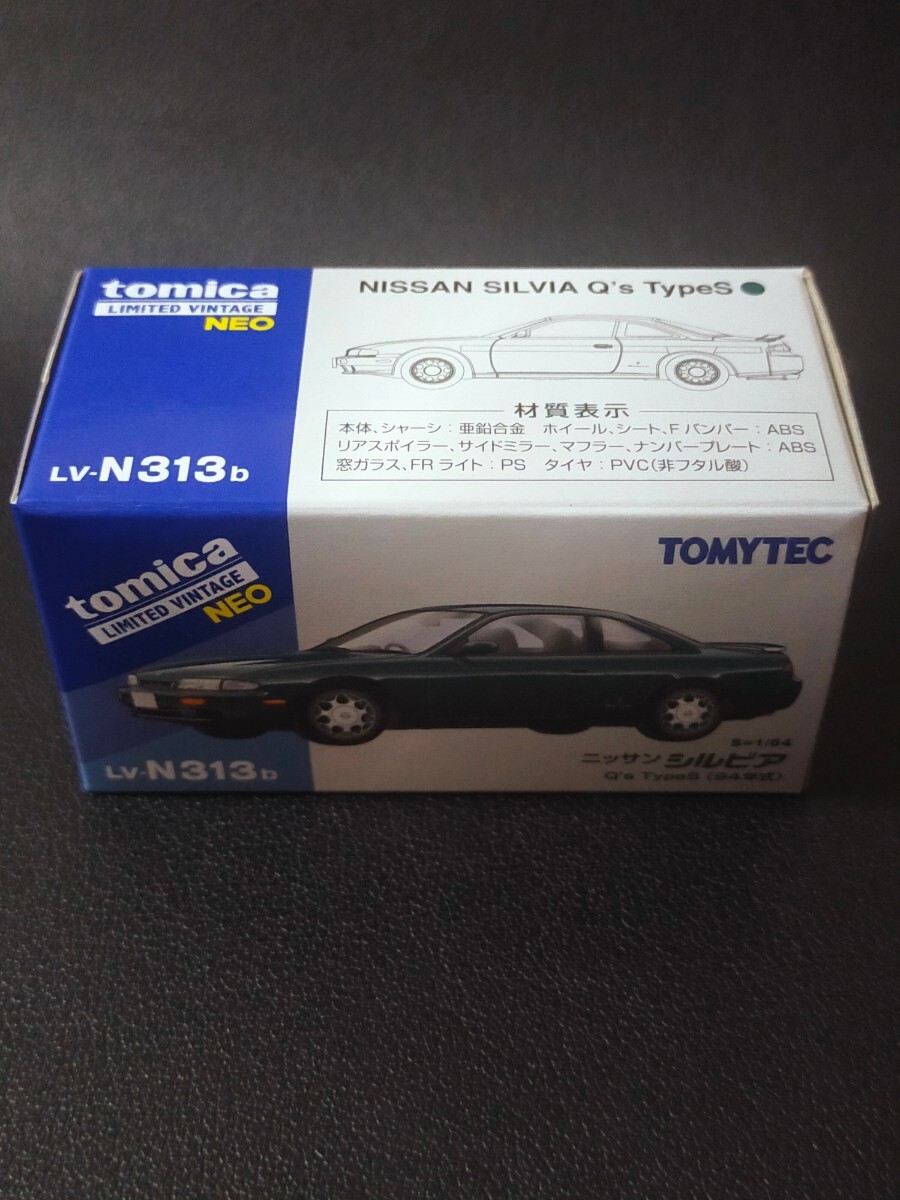 tomica
LIMITED VINTAGE
NEO
LV-N313b
NISSAN SILVIA Q's TypeS
材質表示
本体、シャーシ:亜鉛合金 ホイール、シート、Fバンパー:ABS
リアスポイラー、サイドミラー、マフラー、ナンバープレート:ABS
窓ガラス、FRライト:PS タイヤ:PVC(非フタル酸)
tomica
LIMITED VINTAGE
NEO
TOMYTEC
S=1/64
ニッサン シルビア
Q's TypeS (94年式)
LV-N313b